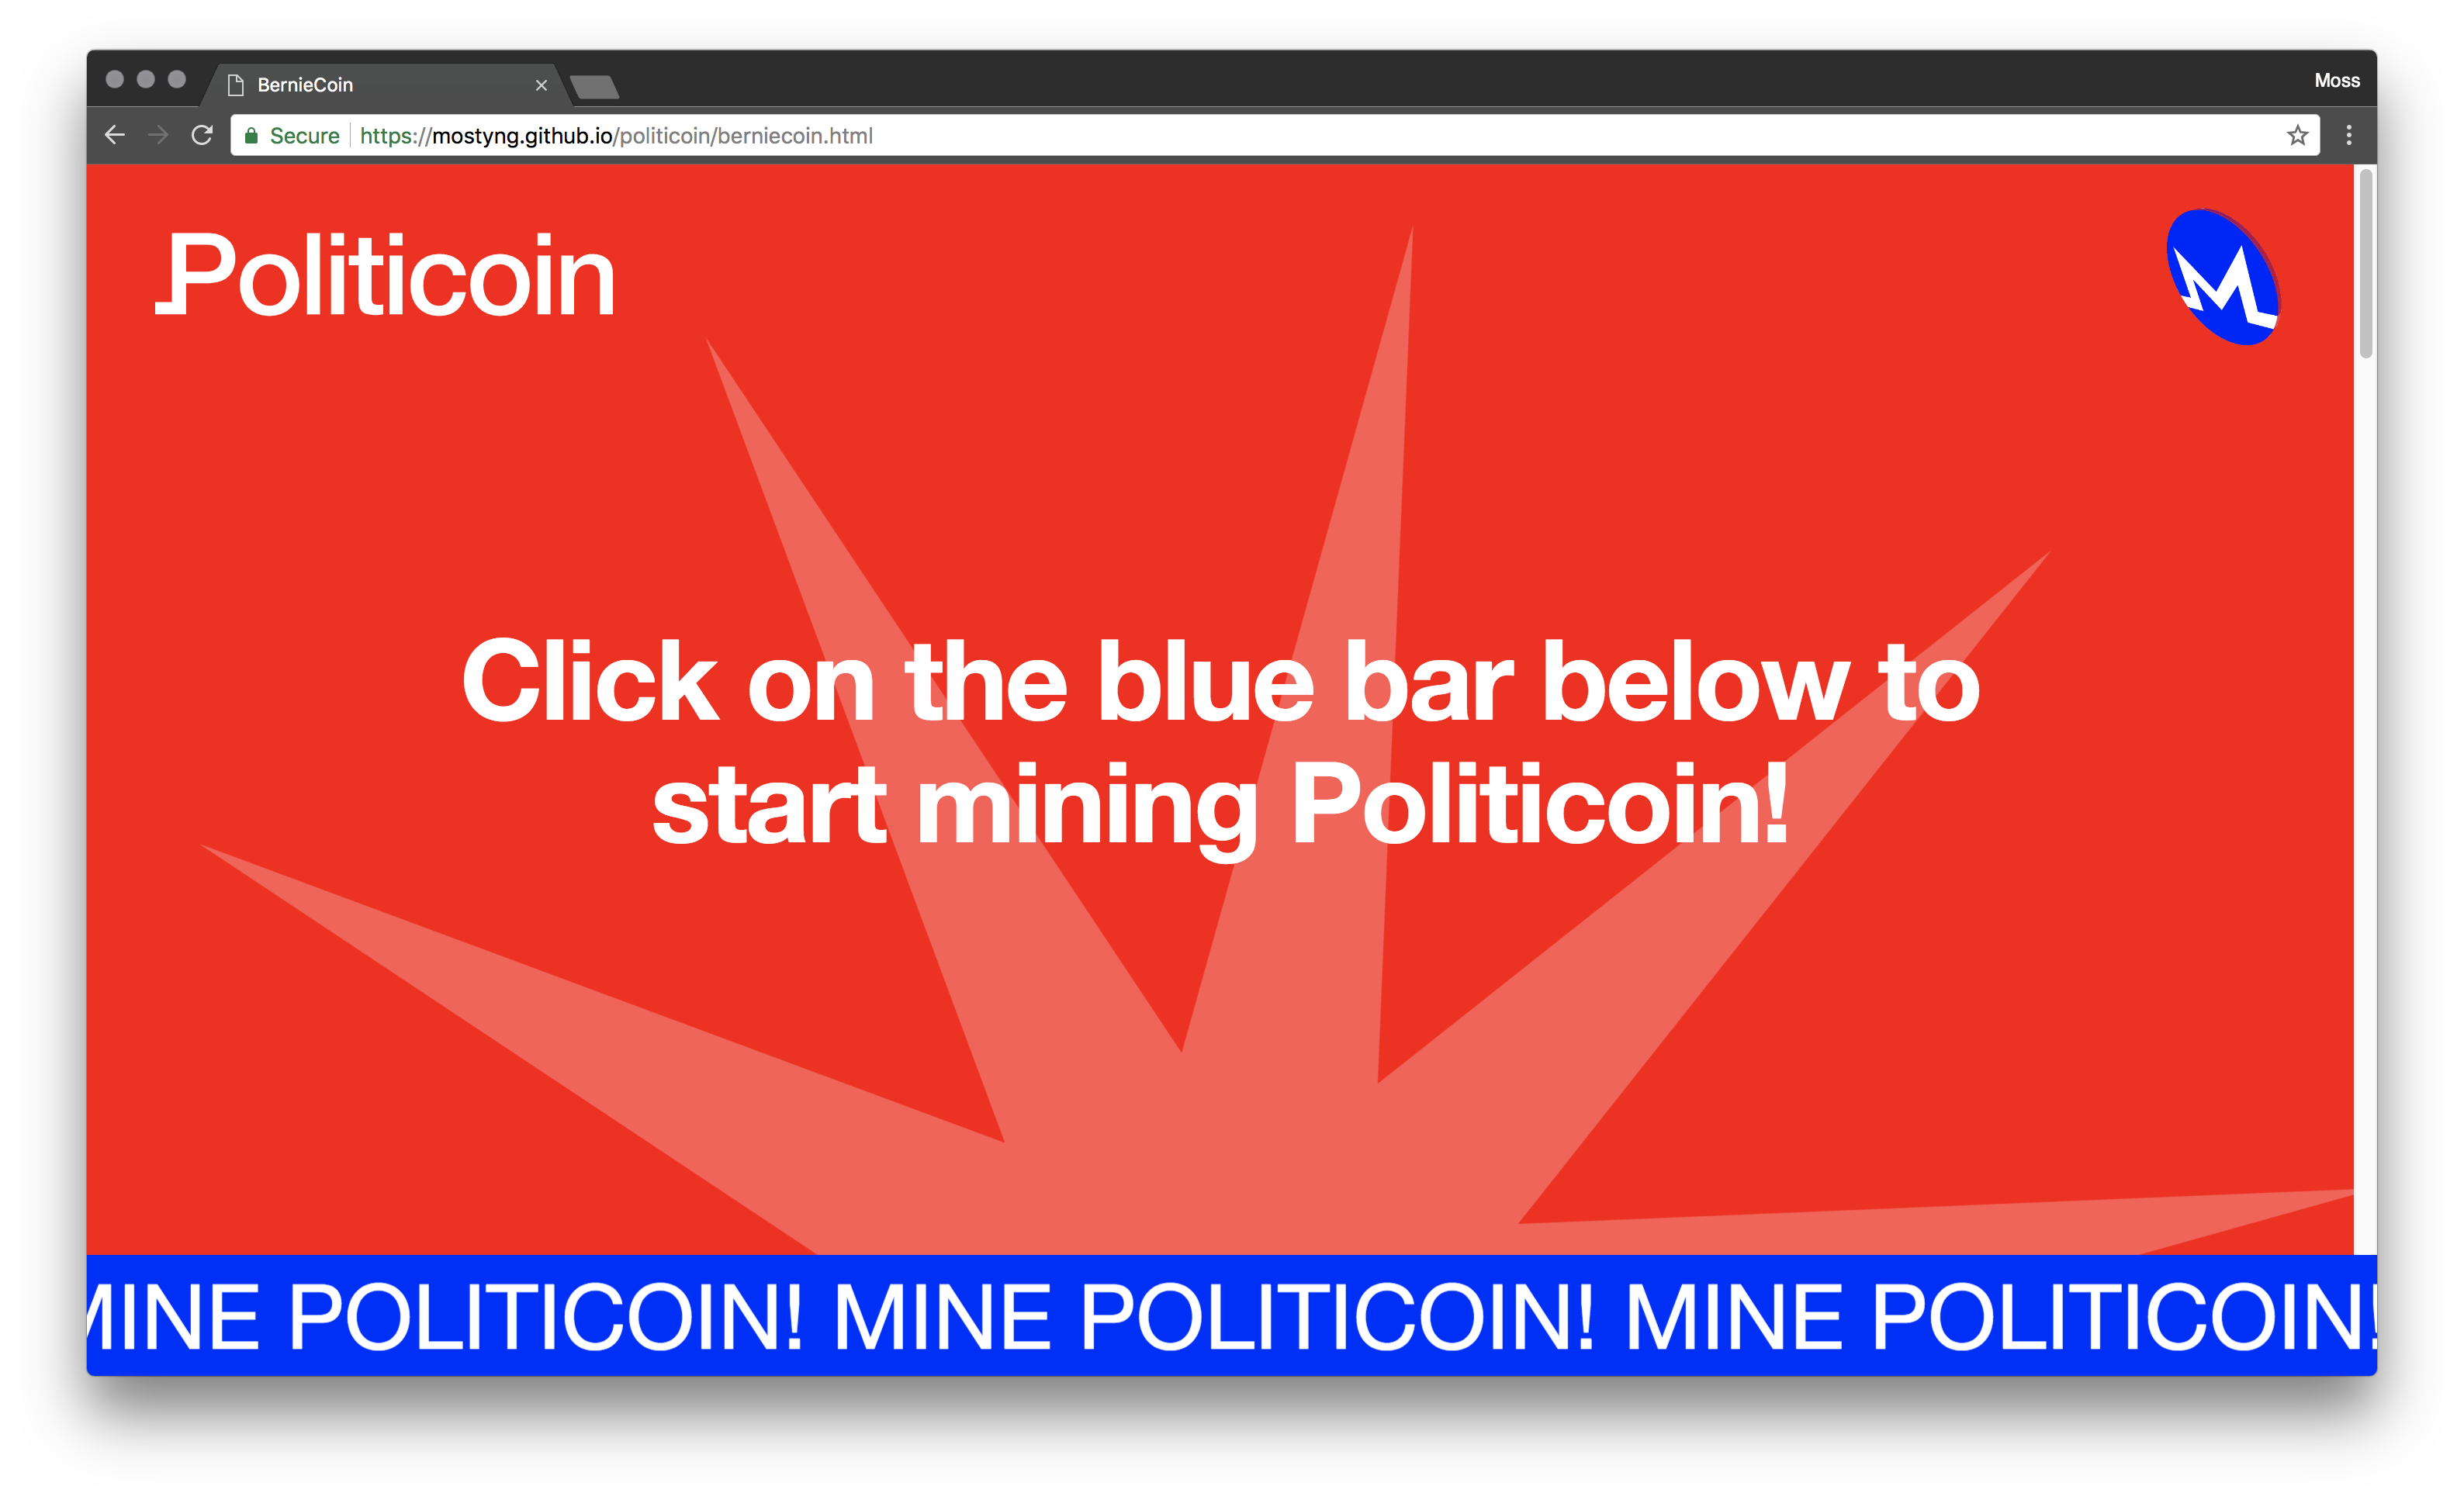 BernieCoin
Moss
Secure https://mostyng.github.io/politicoin/berniecoin.html
Politicoin
M
Click on the blue bar below to
start mining Politicoin!
MINE POLITICOIN! MINE POLITICOIN! MINE POLITICOIN!